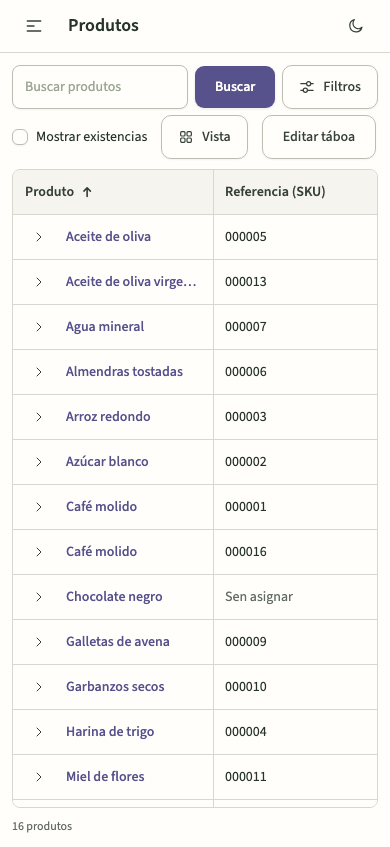 Produtos
Buscar produtos
Buscar
Filtros
Mostrar existencias
Vista
Editar táboa
Produto ↑ Referencia (SKU)
Aceite de oliva 000005
Aceite de oliva virge… 000013
Agua mineral 000007
Almendras tostadas 000006
Arroz redondo 000003
Azúcar blanco 000002
Café molido 000001
Café molido 000016
Chocolate negro Sen asignar
Galletas de avena 000009
Garbanzos secos 000010
Harina de trigo 000004
Miel de flores 000011
16 produtos